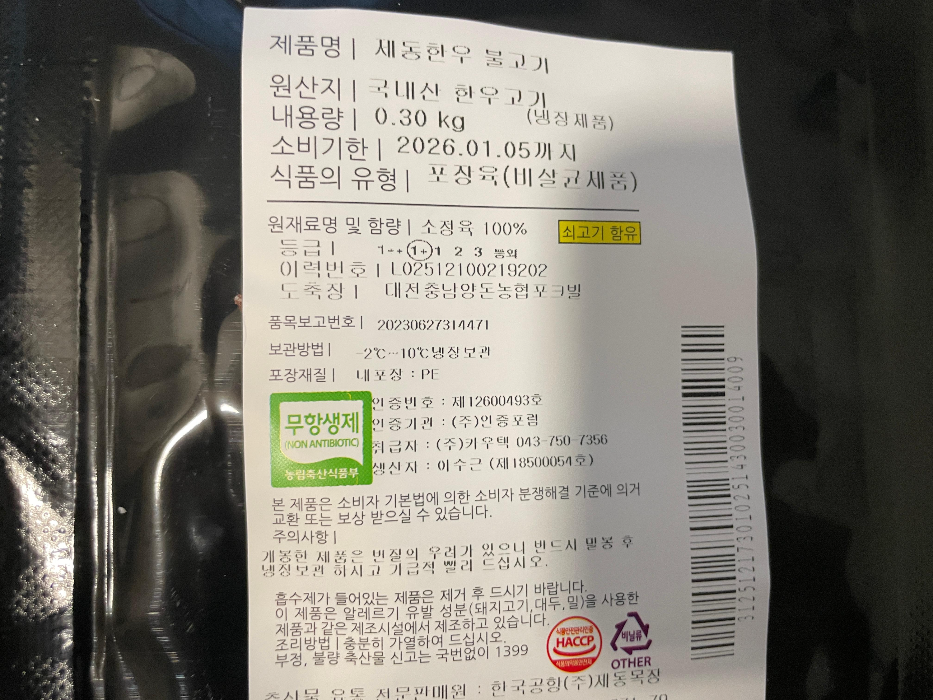 제품명 | 제동한우 불고기
원산지 | 국내산 한우고기
내용량 | 0.30 kg (냉장제품)
소비기한 | 2026.01.05까지
식품의 유형 | 포장육(비살균제품)
원재료명 및 함량 | 소정육 100% 쇠고기 함유
등급 | 1++ 1+ 1 2 3 등외
이력번호 | L02512100219202
도축장 | 대전충남양돈농협포크빌
품목보고번호 | 20230627314471
보관방법 | -2℃~10℃냉장보관
포장재질 | 내포장 : PE
무항생제
(NON ANTIBIOTIC)
농림축산식품부
인증번호 : 제12600493호
인증기관 : (주)인증포럼
취급자 : (주)키우텍 043-750-7356
생산자 : 이수근 (제18500054호)
본 제품은 소비자 기본법에 의한 소비자 분쟁해결 기준에 의거
교환 또는 보상 받으실 수 있습니다.
주의사항 |
개봉한 제품은 변질의 우려가 있으니 반드시 밀봉 후
냉장보관 하시고 가급적 빨리 드십시오.
흡수제가 들어있는 제품은 제거 후 드시기 바랍니다.
이 제품은 알레르기 유발 성분(돼지고기,대두,밀)을 사용한
제품과 같은 제조시설에서 제조하고 있습니다.
조리방법 | 충분히 가열하여 드십시오.
부정, 불량 축산물 신고는 국번없이 1399
HACCP
비닐류
OTHER
축산물 유통 전문판매원 : 한국공항(주)제동목장
312512173010251430030014009